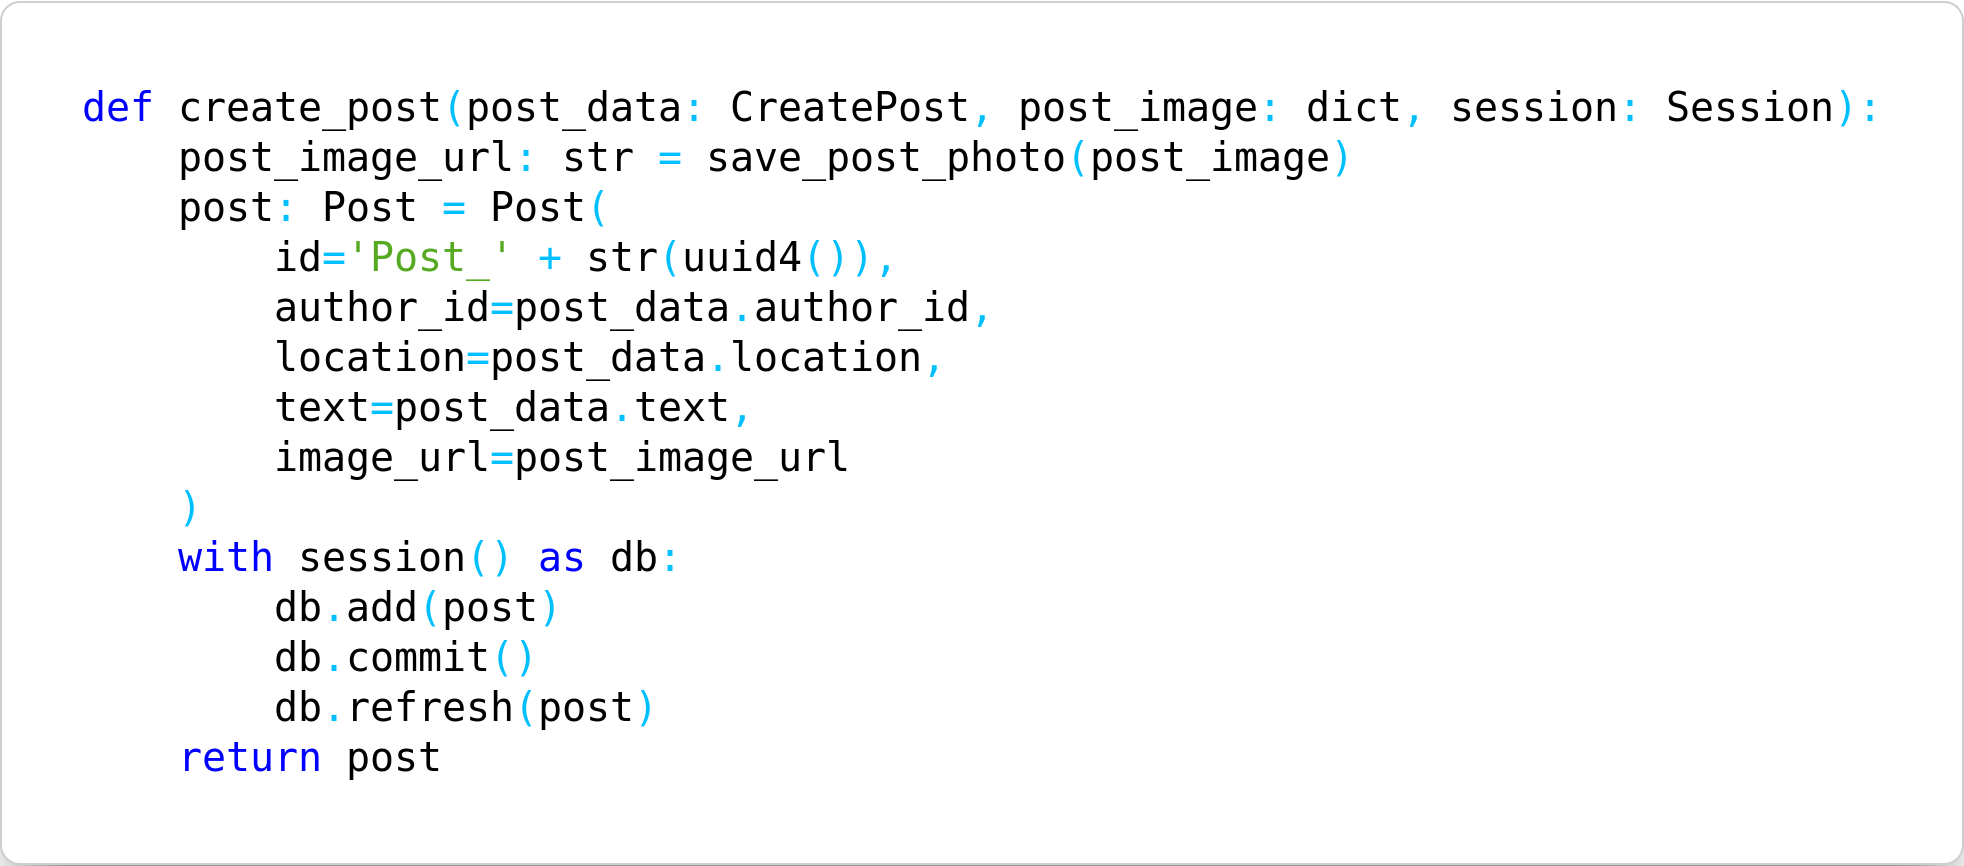 def create_post(post_data: CreatePost, post_image: dict, session: Session):
    post_image_url: str = save_post_photo(post_image)
    post: Post = Post(
        id='Post_' + str(uuid4()),
        author_id=post_data.author_id,
        location=post_data.location,
        text=post_data.text,
        image_url=post_image_url
    )
    with session() as db:
        db.add(post)
        db.commit()
        db.refresh(post)
    return post